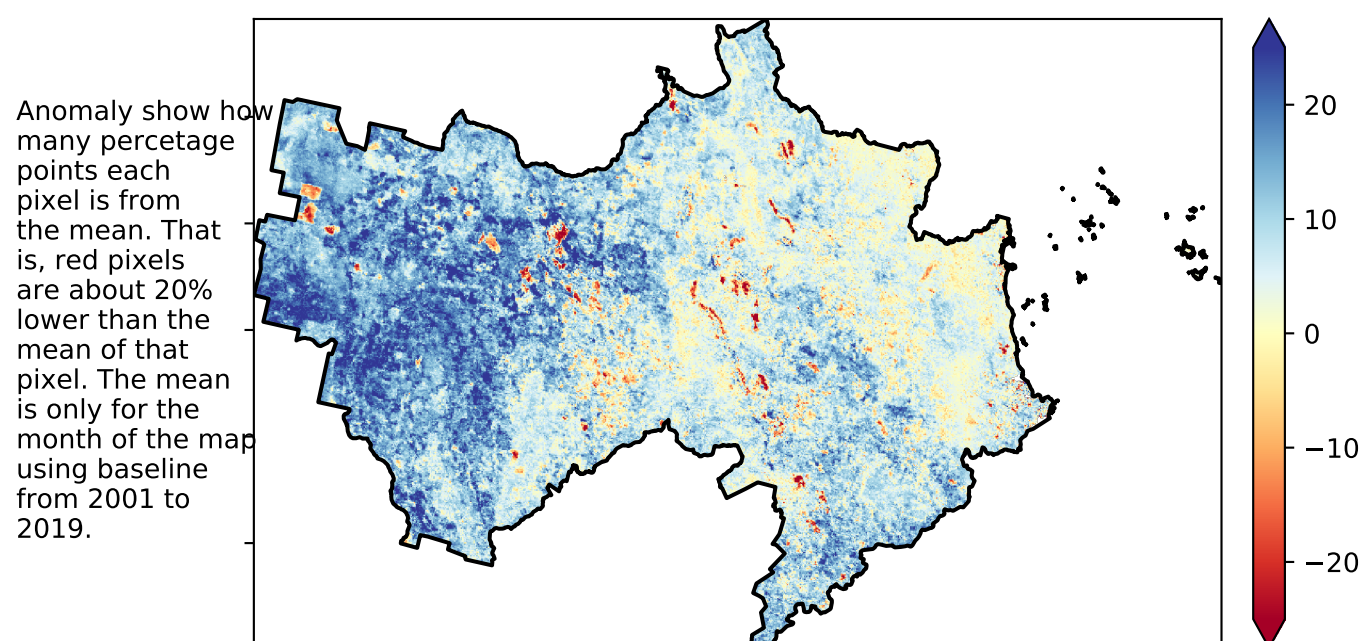 Anomaly show how
many percetage
points each
pixel is from
the mean. That
is, red pixels
are about 20%
lower than the
mean of that
pixel. The mean
is only for the
month of the map
using baseline
from 2001 to
2019.
20
10
0
−10
−20